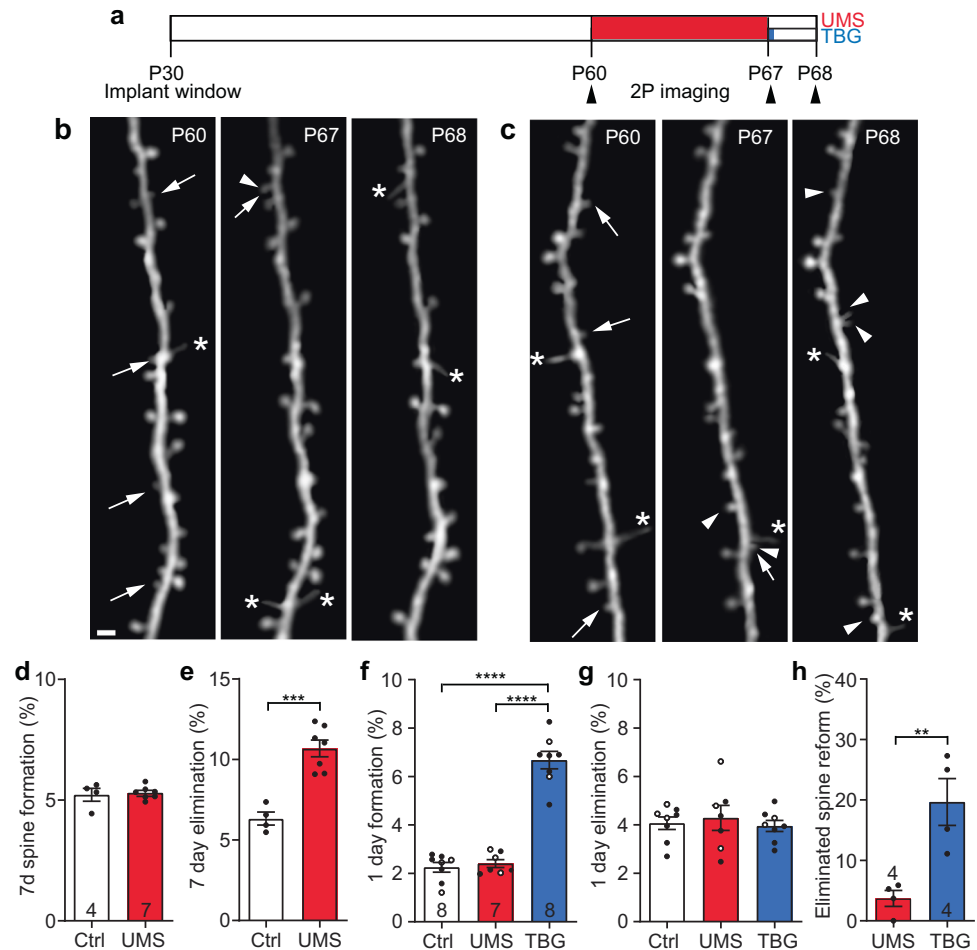 a
UMS
TBG
P30 P60 P67 P68
Implant window 2P imaging
b P60 P67 P68
* * * * * *
c P60 P67 P68
* * * * *
d
7d spine formation (%)
10
5
0
4 7
Ctrl UMS
e
7 day elimination (%)
15
10
5
0
***
Ctrl UMS
f
1 day formation (%)
10
8
6
4
2
0
****
****
8 7 8
Ctrl UMS TBG
g
1 day elimination (%)
10
8
6
4
2
0
Ctrl UMS TBG
h
Eliminated spine reform (%)
40
30
20
10
0
**
4 4
UMS TBG